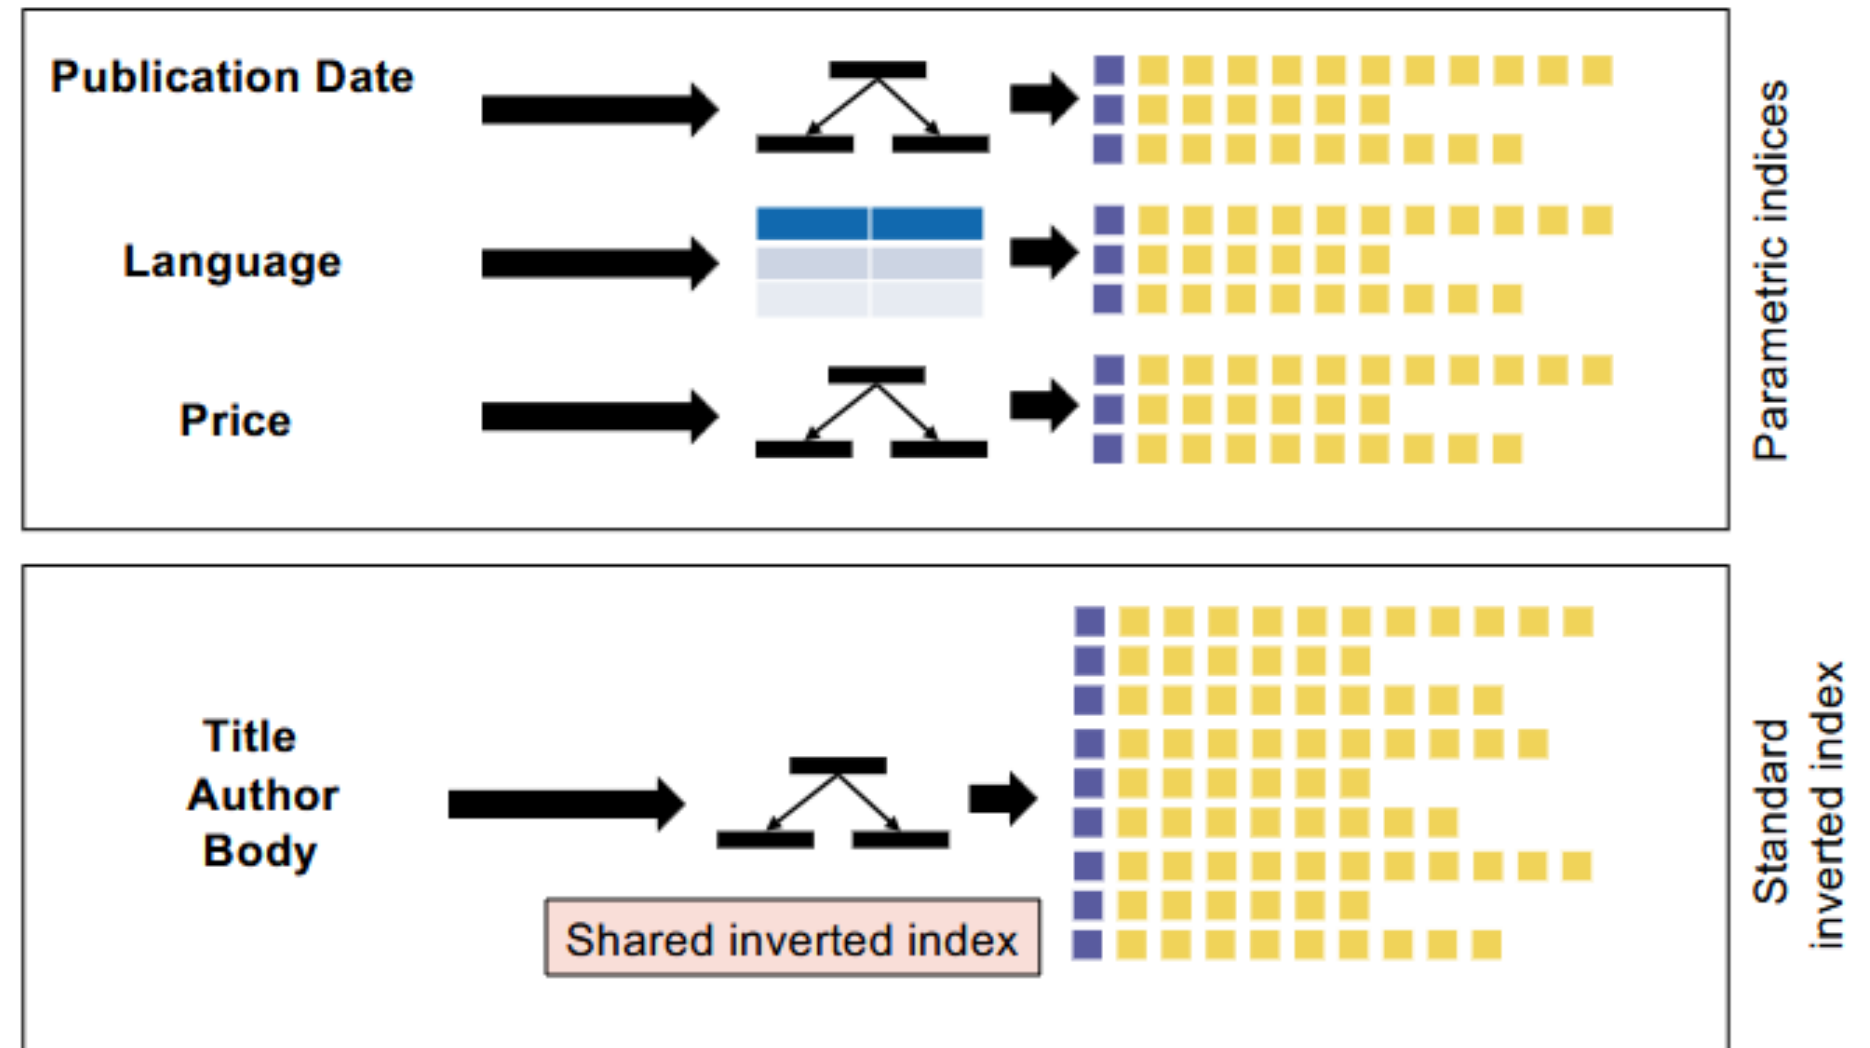 Publication Date
Language
Price
Parametric indices
Title
Author
Body
Shared inverted index
Standard
inverted index